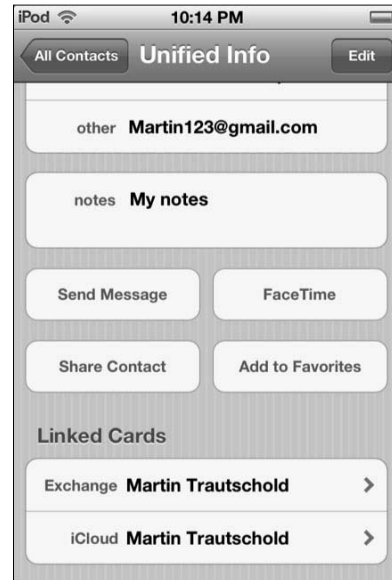 iPod 10:14 PM
All Contacts Unified Info Edit
other Martin123@gmail.com
notes My notes
Send Message FaceTime
Share Contact Add to Favorites
Linked Cards
Exchange Martin Trautschold
iCloud Martin Trautschold